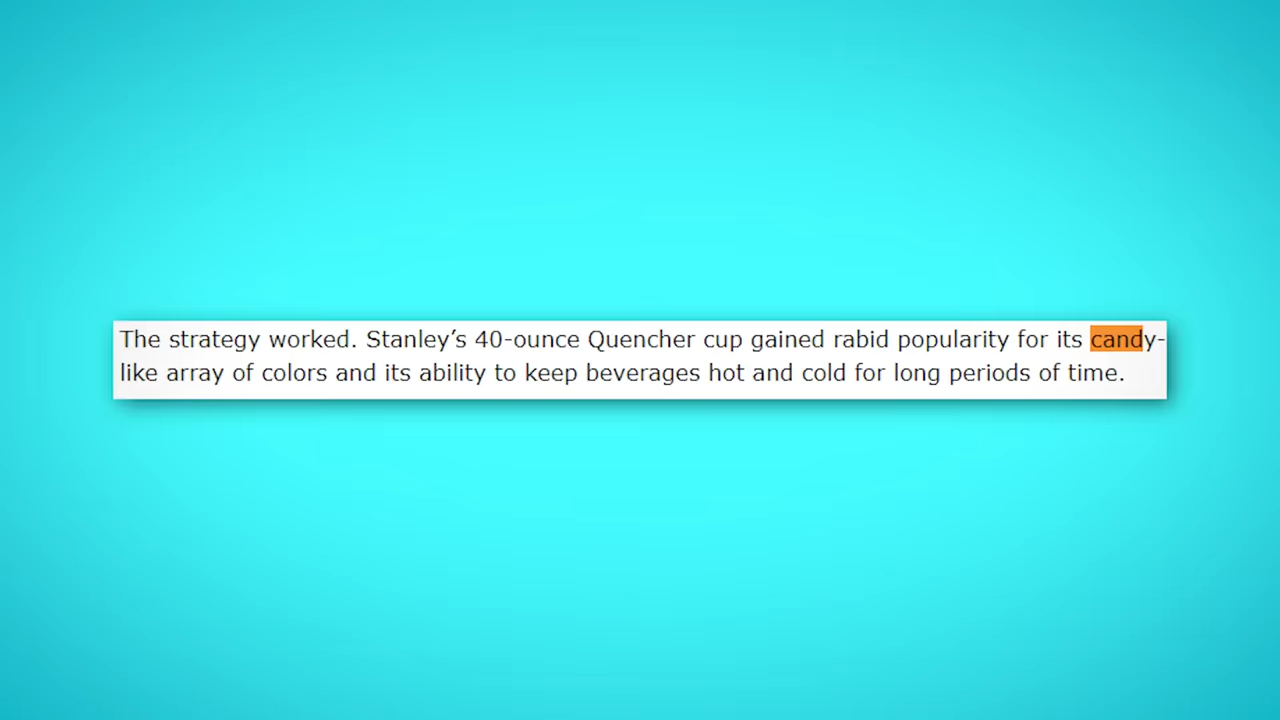 The strategy worked. Stanley’s 40-ounce Quencher cup gained rabid popularity for its candy-
like array of colors and its ability to keep beverages hot and cold for long periods of time.